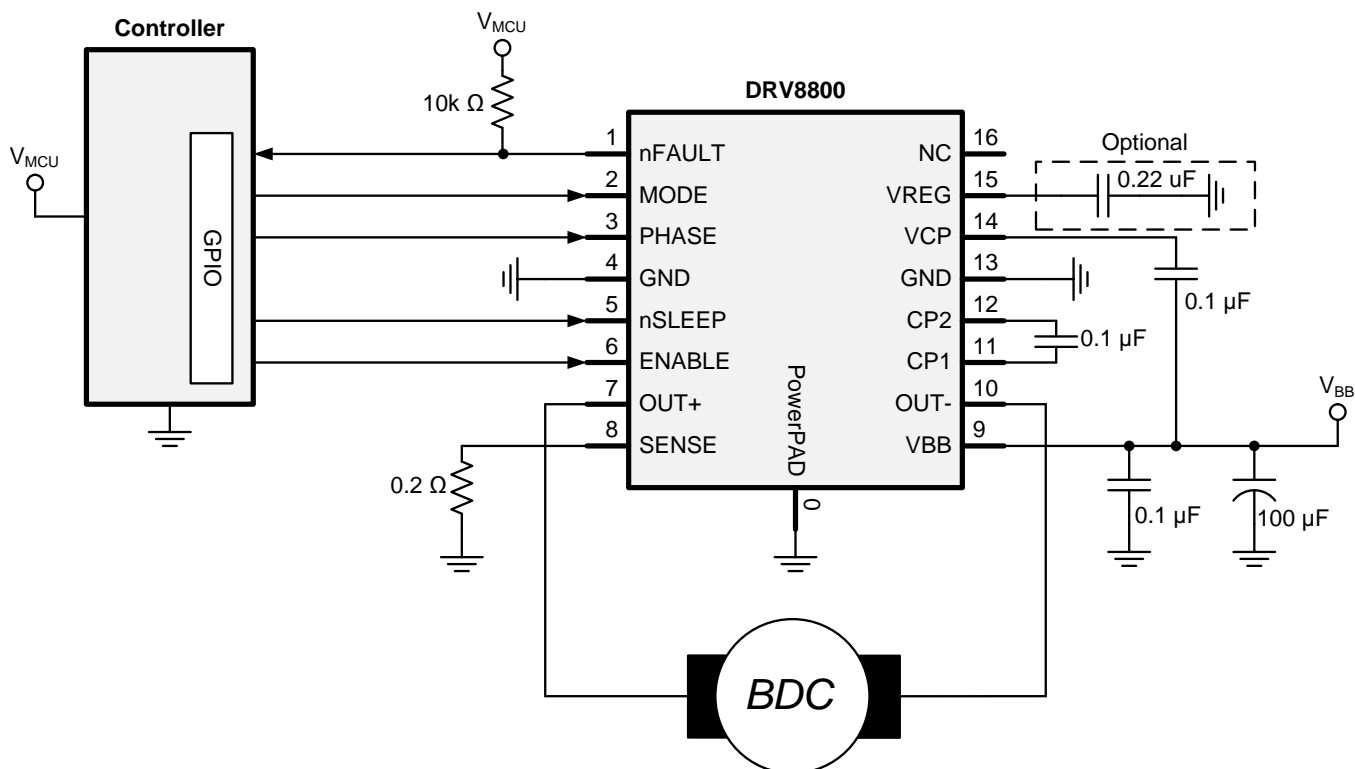 Controller
V_MCU
V_MCU
10k Ω
GPIO
DRV8800
1
nFAULT
2
MODE
3
PHASE
4
GND
5
nSLEEP
6
ENABLE
7
OUT+
8
SENSE
0.2 Ω
PowerPAD
0
16
NC
15
VREG
14
VCP
13
GND
12
CP2
11
CP1
10
OUT-
9
VBB
Optional
0.22 uF
0.1 µF
0.1 µF
V_BB
0.1 µF
100 µF
BDC